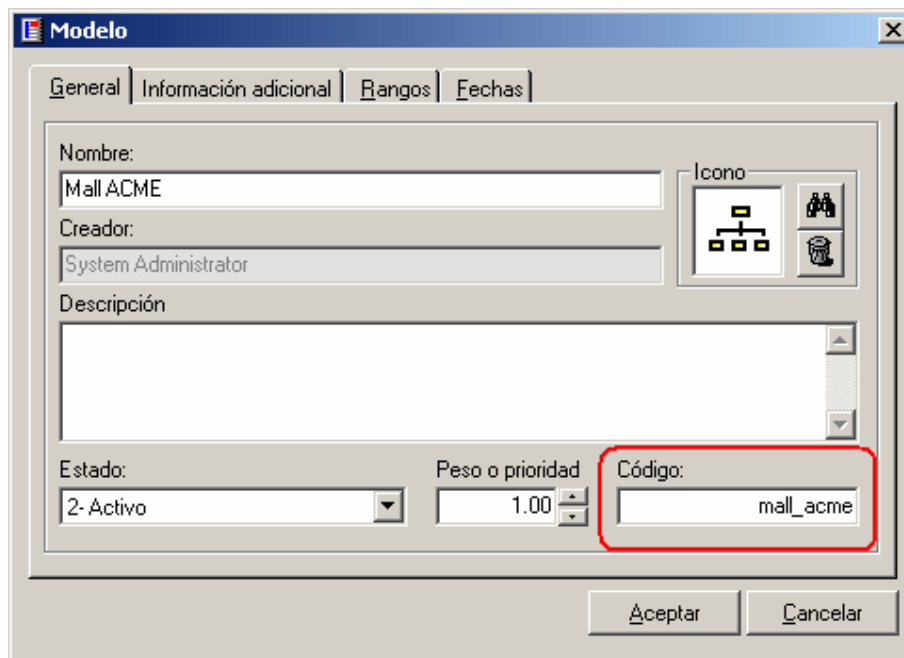 Modelo
General Información adicional Rangos Fechas
Nombre:
Mall ACME
Icono
Creador:
System Administrator
Descripción
Estado:
2- Activo
Peso o prioridad
1.00
Código:
mall_acme
Aceptar Cancelar